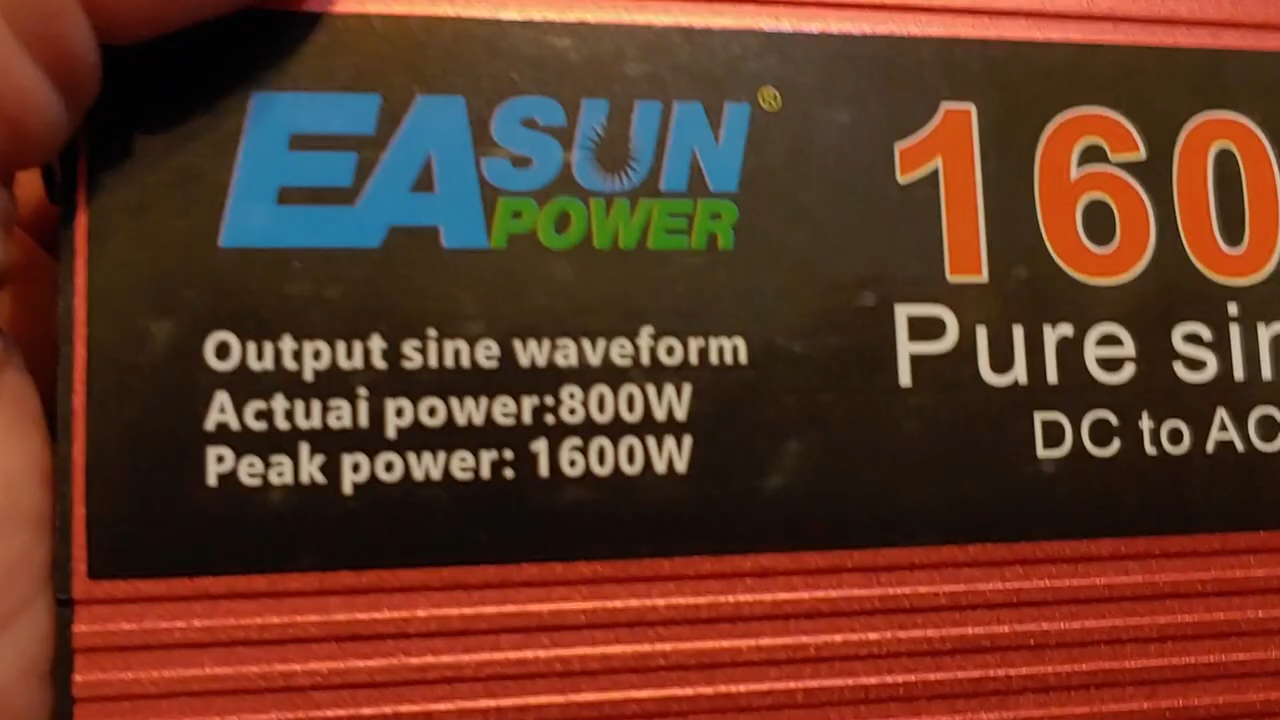 EASUN®
POWER
Output sine waveform
Actuai power:800W
Peak power: 1600W
160
Pure sin
DC to AC